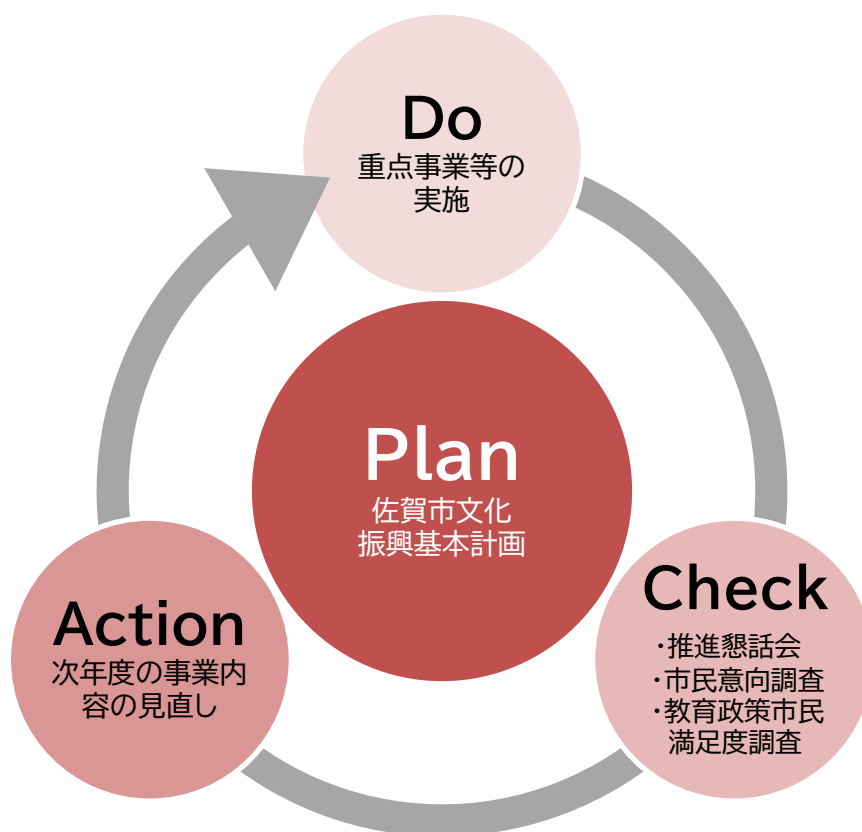 Do
重点事業等の
実施
Plan
佐賀市文化
振興基本計画
Check
・推進懇話会
・市民意向調査
・教育政策市民
満足度調査
Action
次年度の事業内
容の見直し